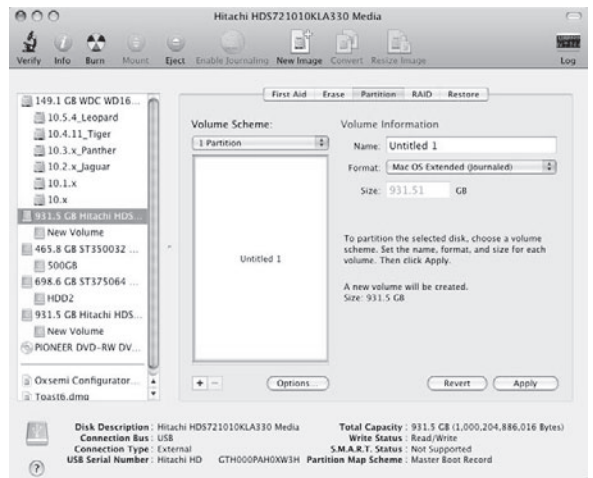 Hitachi HDS721010KLA330 Media
Verify Info Burn Mount Eject Enable Journaling New Image Convert Resize Image Log
149.1 GB WDC WD16...
10.5.4_Leopard
10.4.11_Tiger
10.3.x_Panther
10.2.x_Jaguar
10.1.x
10.x
931.5 GB Hitachi HDS...
New Volume
465.8 GB ST350032 ...
500GB
698.6 GB ST375064 ...
HDD2
931.5 GB Hitachi HDS...
New Volume
PIONEER DVD-RW DV...
Oxsemi Configurator...
Toast6.dmg
First Aid Erase Partition RAID Restore
Volume Scheme:
1 Partition
Untitled 1
+ - Options...
Volume Information
Name: Untitled 1
Format: Mac OS Extended (Journaled)
Size: 931.51 GB
To partition the selected disk, choose a volume
scheme. Set the name, format, and size for each
volume. Then click Apply.
A new volume will be created.
Size: 931.5 GB
Revert Apply
Disk Description : Hitachi HDS721010KLA330 Media
Connection Bus : USB
Connection Type : External
USB Serial Number : Hitachi HD GTH000PAH0XW3H
Total Capacity : 931.5 GB (1,000,204,886,016 Bytes)
Write Status : Read/Write
S.M.A.R.T. Status : Not Supported
Partition Map Scheme : Master Boot Record
?